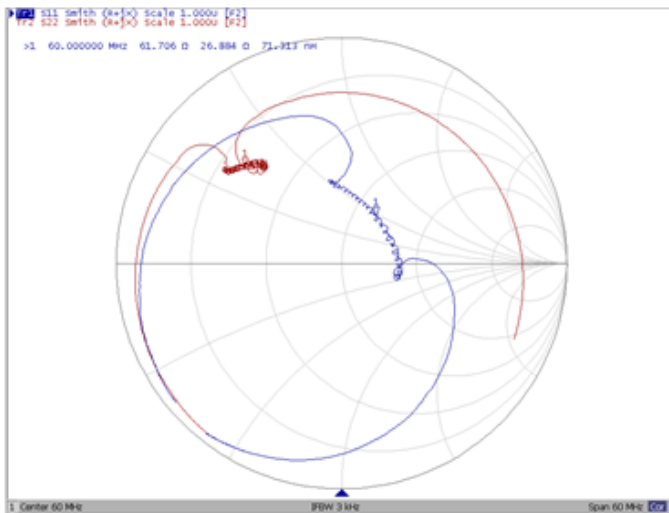 Tr1 S11 Smith (R+jX) Scale 1.000U [F2]
Tr2 S22 Smith (R+jX) Scale 1.000U [F2]
>1 60.000000 MHz 61.706 Ω 26.884 Ω 71.313 nH
1 Center 60 MHz IFBW 3 kHz Span 60 MHz Cor